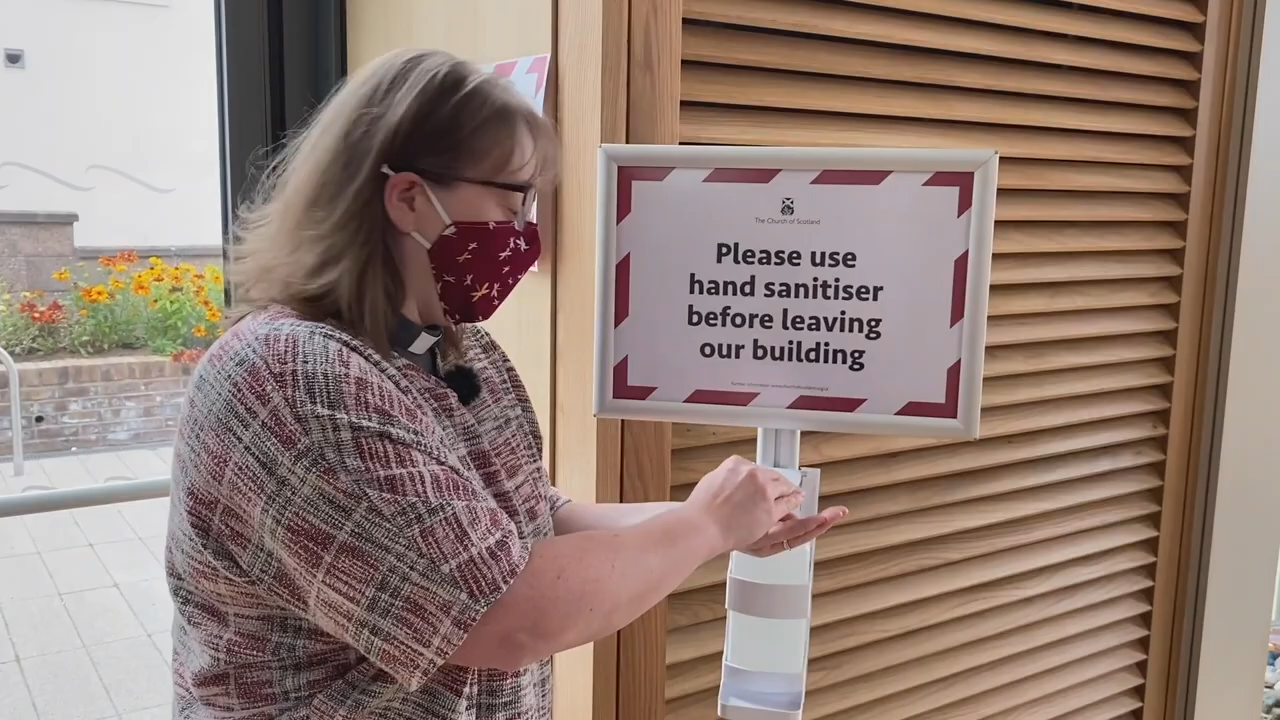 The Church of Scotland
Please use
hand sanitiser
before leaving
our building